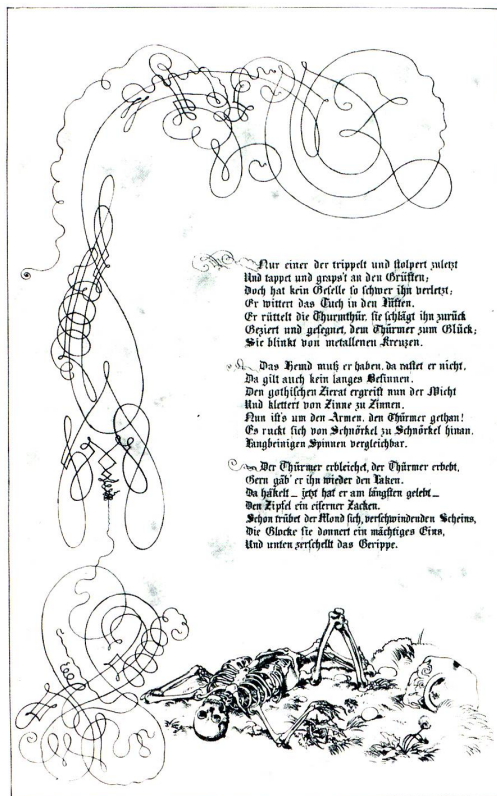 Nur einer der trippelt und stolpert zuletzt
Und tappet und grapst an den Grüften;
Doch hat kein Geselle so schwer ihn verletzt;
Er wittert das Tuch in den Lüften.
Er rüttelt die Thurmthür, sie schlägt ihn zurück
Geziert und gesegnet, dem Thürmer zum Glück;
Sie blinkt von metallenen Kreuzen.
Das Hemd muß er haben, da rastet er nicht,
Da gilt auch kein langes Besinnen.
Den gothischen Zierat ergreift nun der Wicht
Und klettert von Zinne zu Zinnen.
Nun ist's um den Armen, den Thürmer gethan!
Es ruckt sich von Schnörkel zu Schnörkel hinan.
Langbeinigen Spinnen vergleichbar.
Der Thürmer erbleichet, der Thürmer erbebt,
Gern gäb' er ihn wieder den Laken.
Da häkelt – jetzt hat er am längsten gelebt –
Den Zipfel ein eiserner Zacken.
Schon trübet der Mond sich, verschwindenden Scheins,
Die Glocke sie donnert ein mächtiges Eins,
Und unten zerschellt das Gerippe.